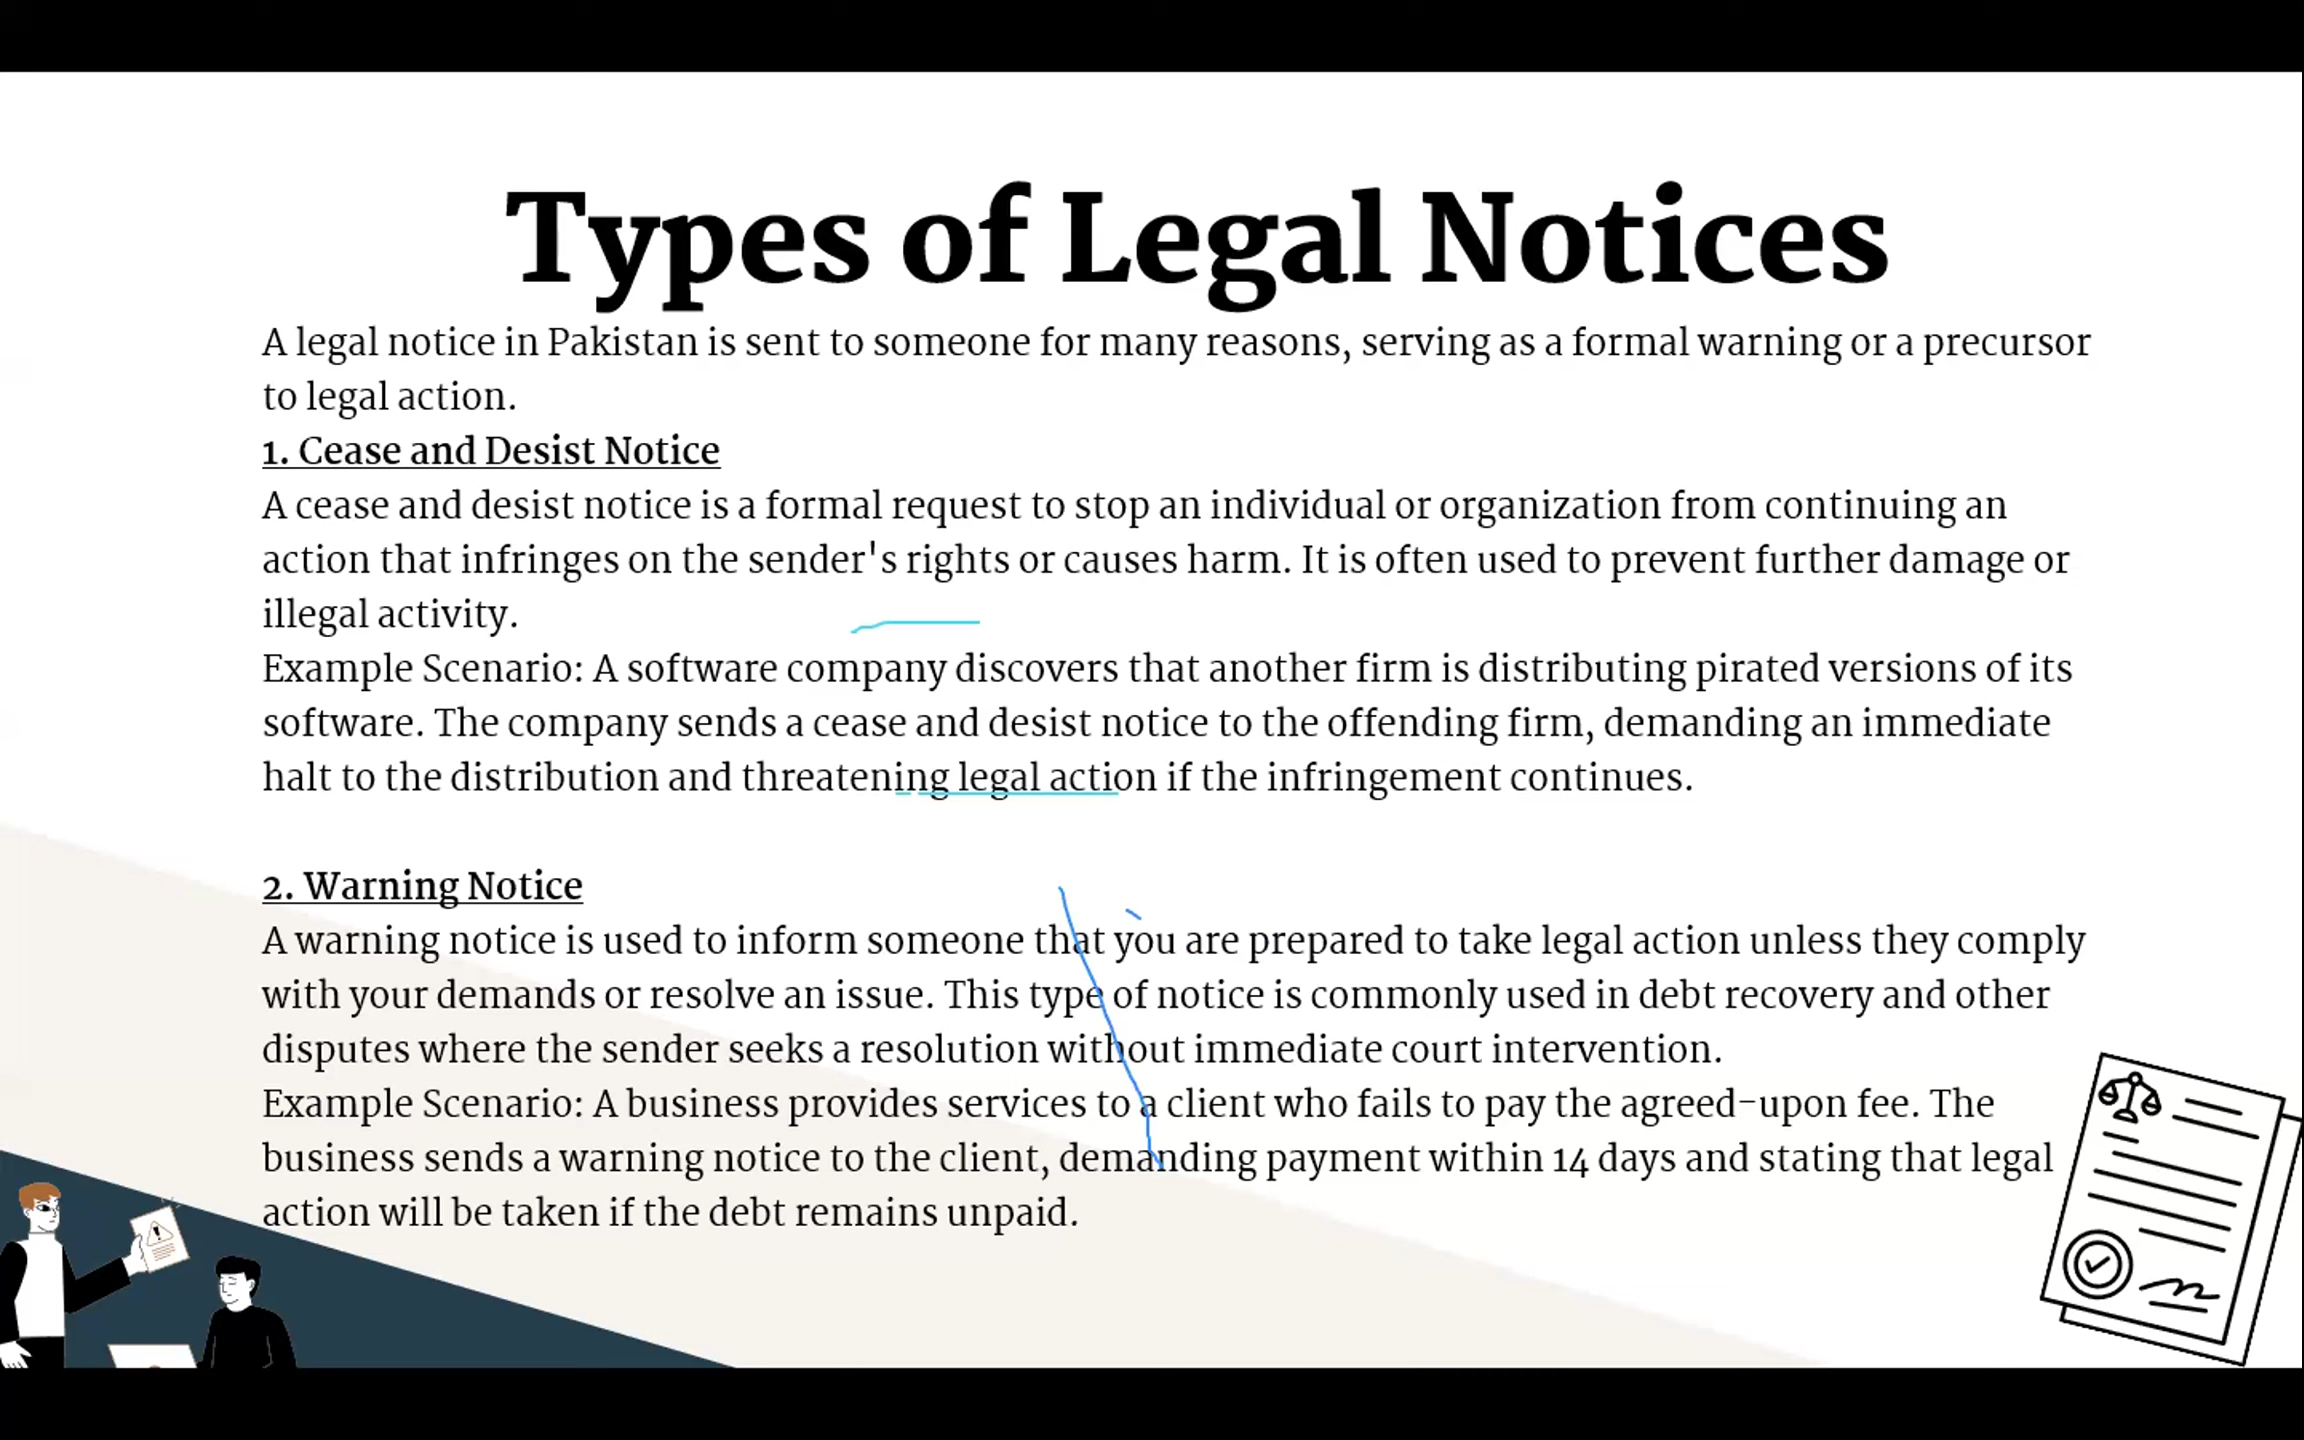 Types of Legal Notices
A legal notice in Pakistan is sent to someone for many reasons, serving as a formal warning or a precursor
to legal action.
1. Cease and Desist Notice
A cease and desist notice is a formal request to stop an individual or organization from continuing an
action that infringes on the sender's rights or causes harm. It is often used to prevent further damage or
illegal activity.
Example Scenario: A software company discovers that another firm is distributing pirated versions of its
software. The company sends a cease and desist notice to the offending firm, demanding an immediate
halt to the distribution and threatening legal action if the infringement continues.
2. Warning Notice
A warning notice is used to inform someone that you are prepared to take legal action unless they comply
with your demands or resolve an issue. This type of notice is commonly used in debt recovery and other
disputes where the sender seeks a resolution without immediate court intervention.
Example Scenario: A business provides services to a client who fails to pay the agreed-upon fee. The
business sends a warning notice to the client, demanding payment within 14 days and stating that legal
action will be taken if the debt remains unpaid.